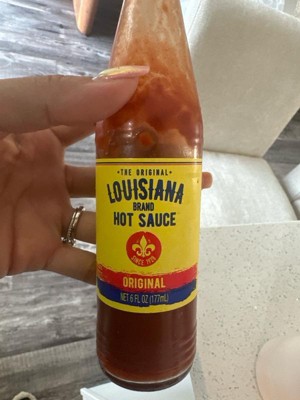 •THE ORIGINAL•
LOUISIANA
BRAND
HOT SAUCE
SINCE 1928
ORIGINAL
NET 6 FL OZ (177mL)